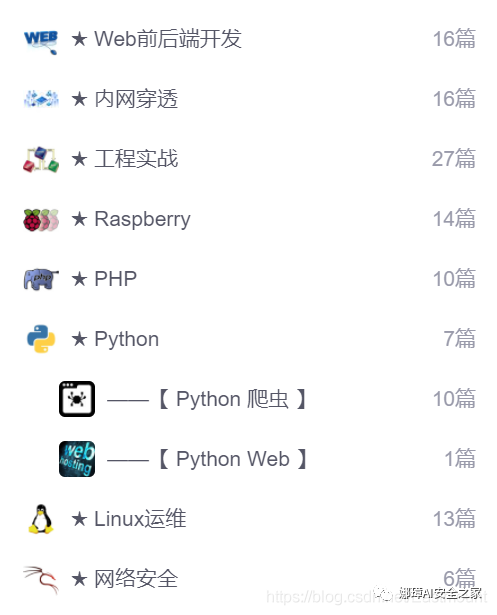 ★ Web前后端开发 16篇
★ 内网穿透 16篇
★ 工程实战 27篇
★ Raspberry 14篇
★ PHP 10篇
★ Python 7篇
——【 Python 爬虫 】 10篇
——【 Python Web 】 1篇
★ Linux运维 13篇
★ 网络安全 6篇
https://blog.csd
娜璋AI安全之家
WEB
php
web
hosting